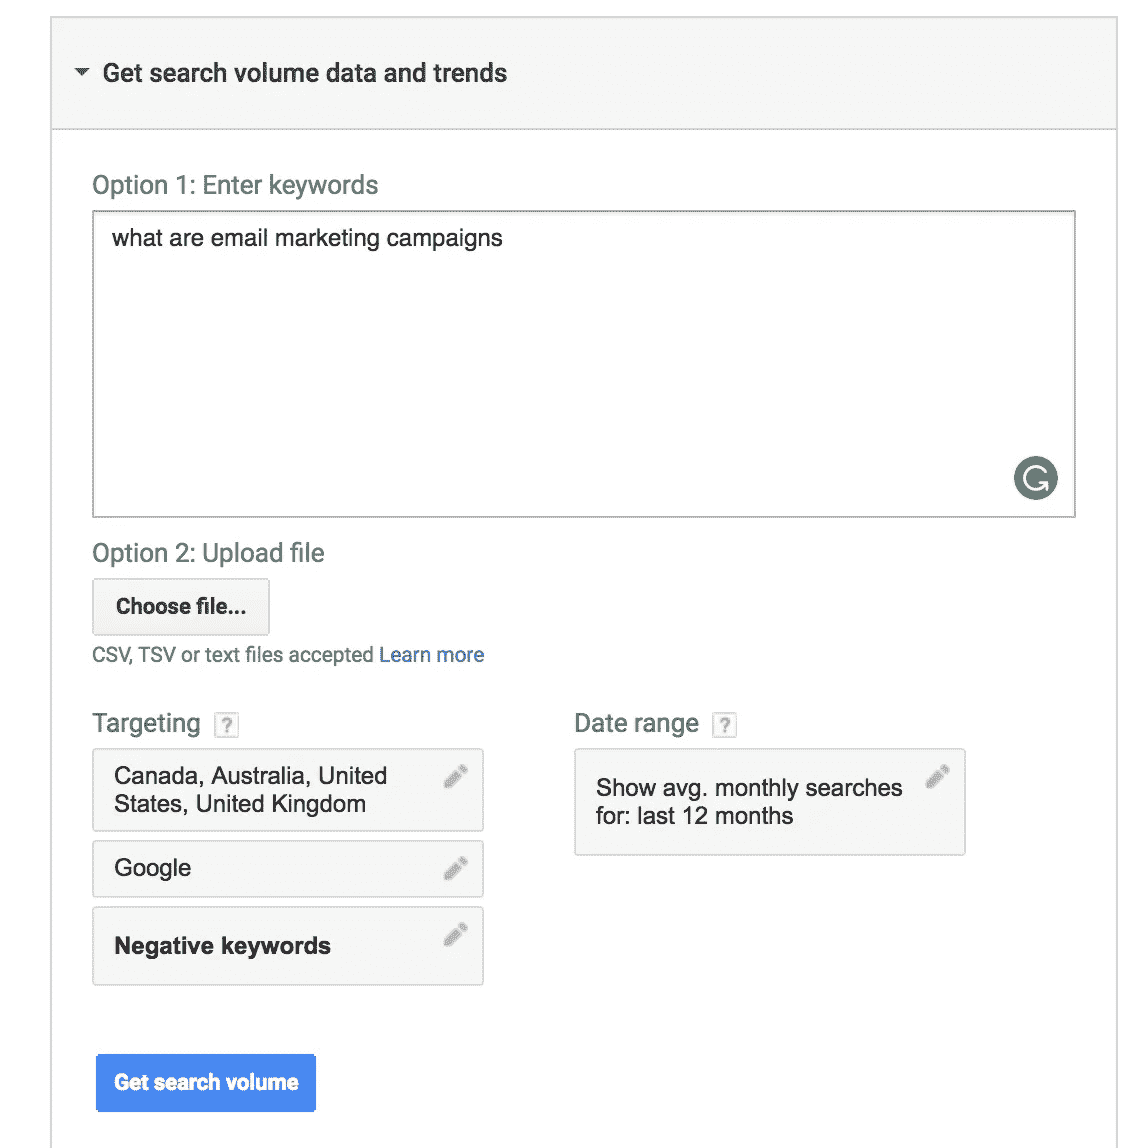 Get search volume data and trends
Option 1: Enter keywords
what are email marketing campaigns
Option 2: Upload file
Choose file...
CSV, TSV or text files accepted Learn more
Targeting ?
Canada, Australia, United
States, United Kingdom
Google
Negative keywords
Date range ?
Show avg. monthly searches
for: last 12 months
Get search volume